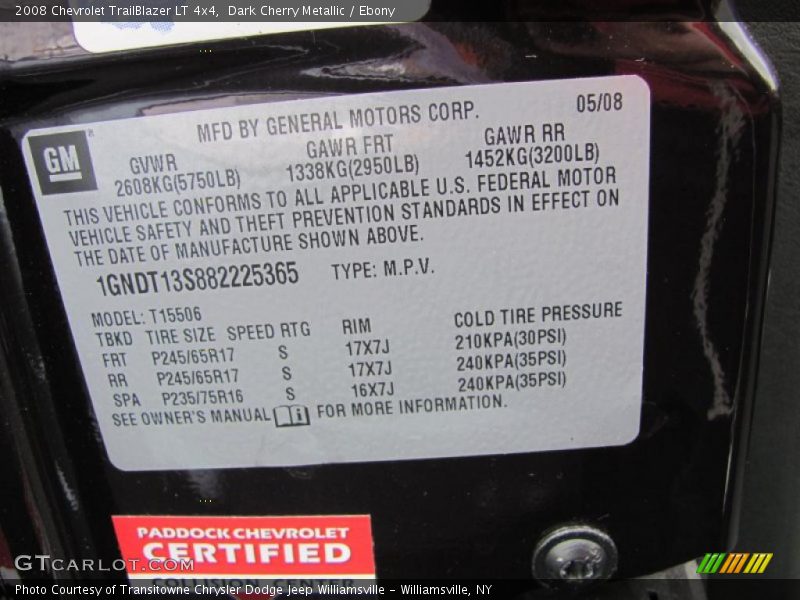 2008 Chevrolet TrailBlazer LT 4x4, Dark Cherry Metallic / Ebony
GM
MFD BY GENERAL MOTORS CORP. 05/08
GVWR GAWR FRT GAWR RR
2608KG(5750LB) 1338KG(2950LB) 1452KG(3200LB)
THIS VEHICLE CONFORMS TO ALL APPLICABLE U.S. FEDERAL MOTOR
VEHICLE SAFETY AND THEFT PREVENTION STANDARDS IN EFFECT ON
THE DATE OF MANUFACTURE SHOWN ABOVE.
1GNDT13S882225365 TYPE: M.P.V.
MODEL: T15506
TBKD TIRE SIZE SPEED RTG RIM COLD TIRE PRESSURE
FRT P245/65R17 S 17X7J 210KPA(30PSI)
RR P245/65R17 S 17X7J 240KPA(35PSI)
SPA P235/75R16 S 16X7J 240KPA(35PSI)
SEE OWNER'S MANUAL FOR MORE INFORMATION.
PADDOCK CHEVROLET
CERTIFIED
COLLISION CENTER
GTCARLOT.COM
Photo Courtesy of Transitowne Chrysler Dodge Jeep Williamsville – Williamsville, NY